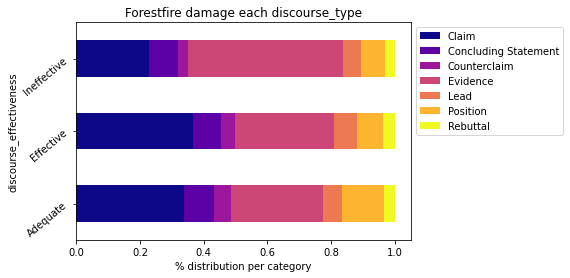 Forestfire damage each discourse_type
discourse_effectiveness
Ineffective
Effective
Adequate
0.0 0.2 0.4 0.6 0.8 1.0
% distribution per category
Claim
Concluding Statement
Counterclaim
Evidence
Lead
Position
Rebuttal